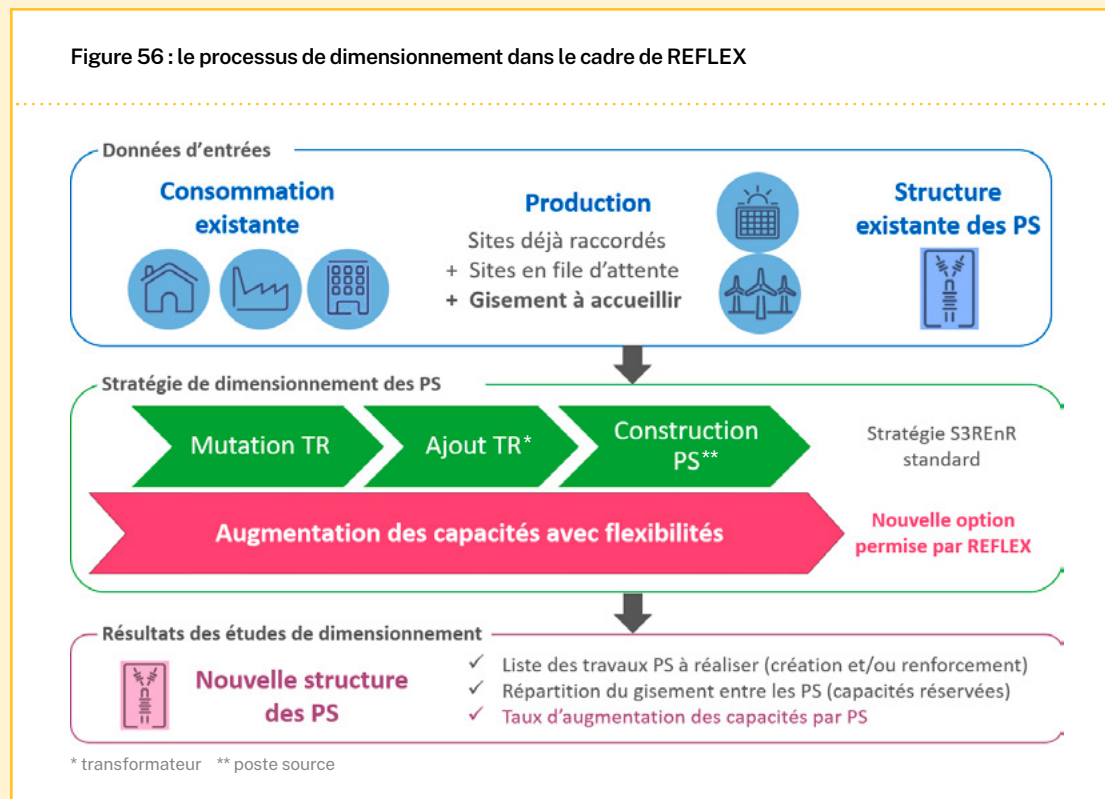 Figure 56 : le processus de dimensionnement dans le cadre de REFLEX
Données d'entrées
Consommation
existante
Production
Sites déjà raccordés
+ Sites en file d'attente
+ Gisement à accueillir
Structure
existante des PS
Stratégie de dimensionnement des PS
Mutation TR
Ajout TR*
Construction
PS**
Stratégie S3REnR
standard
Augmentation des capacités avec flexibilités
Nouvelle option
permise par REFLEX
Résultats des études de dimensionnement
Nouvelle structure
des PS
✓ Liste des travaux PS à réaliser (création et/ou renforcement)
✓ Répartition du gisement entre les PS (capacités réservées)
✓ Taux d'augmentation des capacités par PS
* transformateur ** poste source